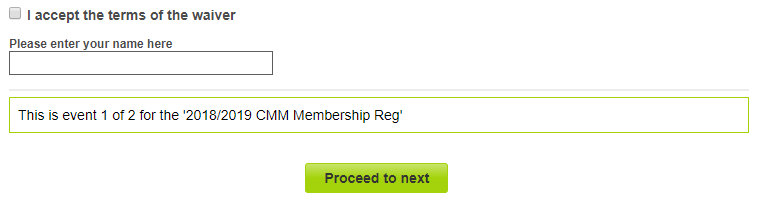 I accept the terms of the waiver
Please enter your name here
This is event 1 of 2 for the '2018/2019 CMM Membership Reg'
Proceed to next